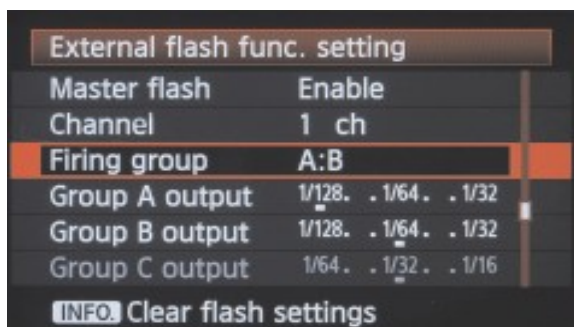 External flash func. setting
Master flash Enable
Channel 1 ch
Firing group A:B
Group A output 1/128. . 1/64. . 1/32
Group B output 1/128. . 1/64. . 1/32
Group C output 1/64. . 1/32. . 1/16
INFO. Clear flash settings